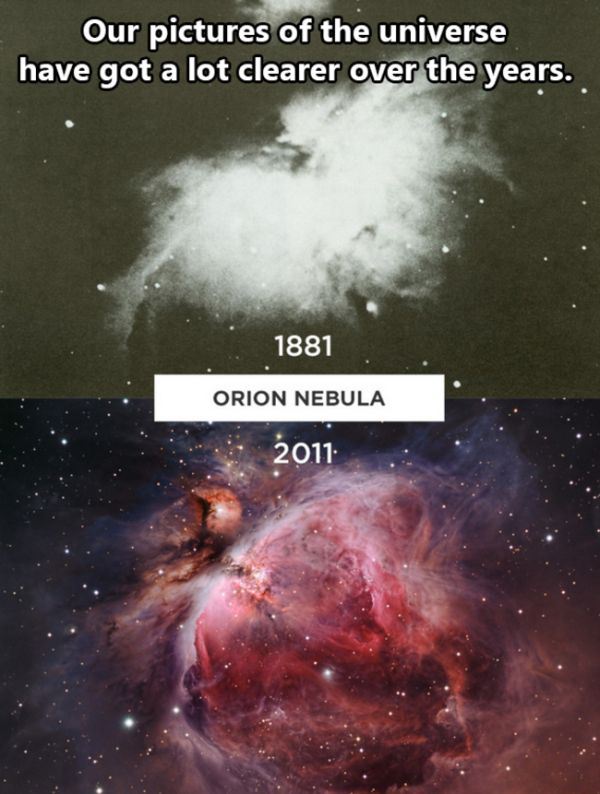 Our pictures of the universe
have got a lot clearer over the years.
1881
ORION NEBULA
2011